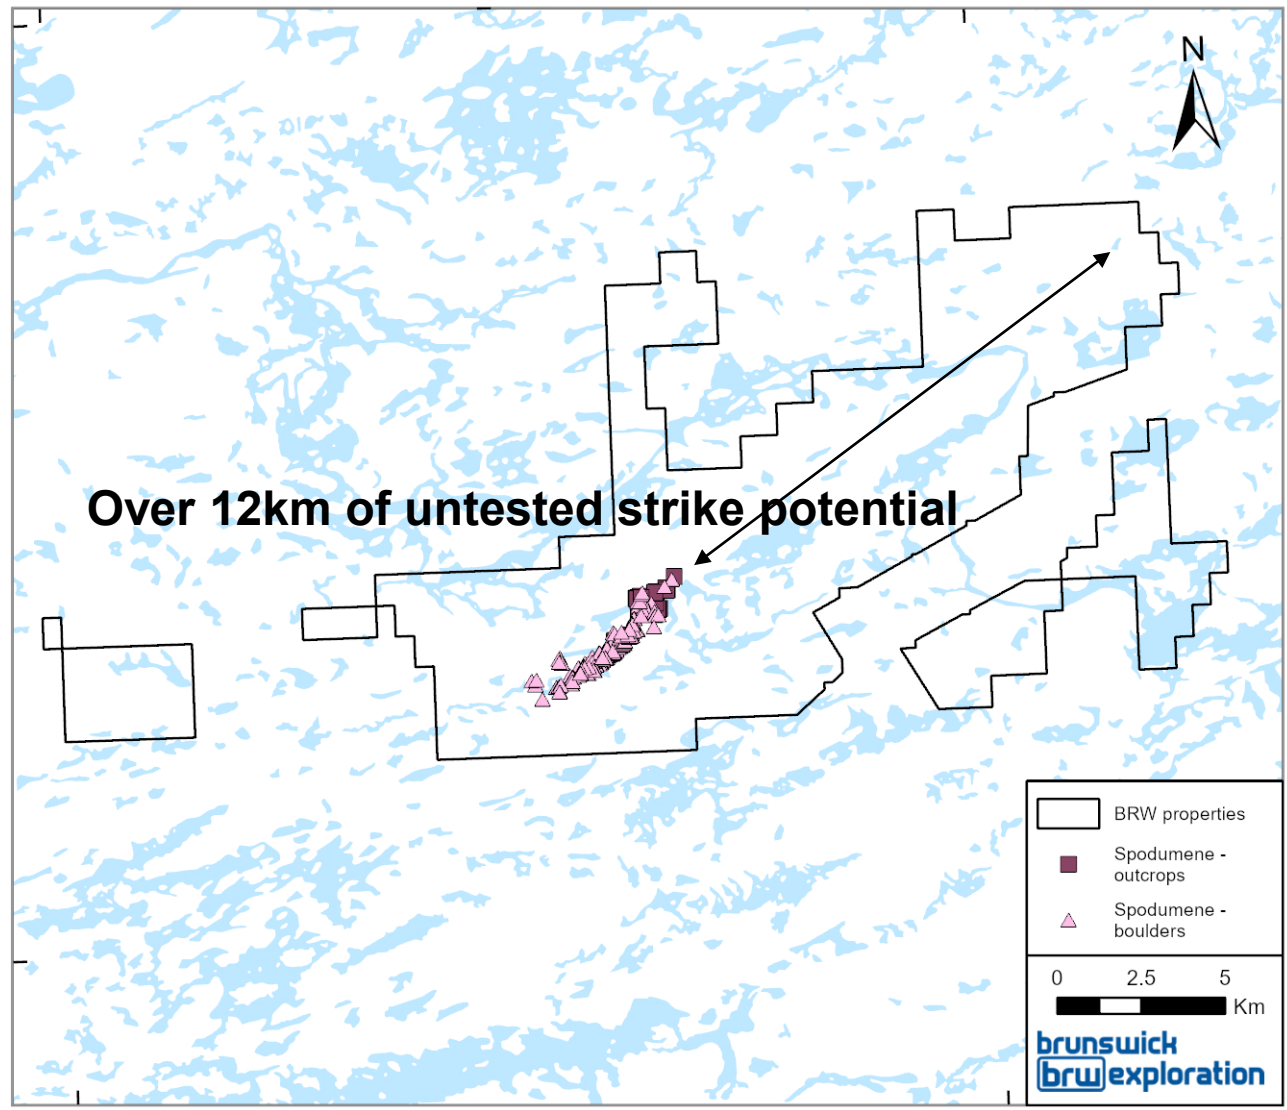 N
Over 12km of untested strike potential
BRW properties
Spodumene -
outcrops
Spodumene -
boulders
0 2.5 5
Km
brunswick
brw exploration